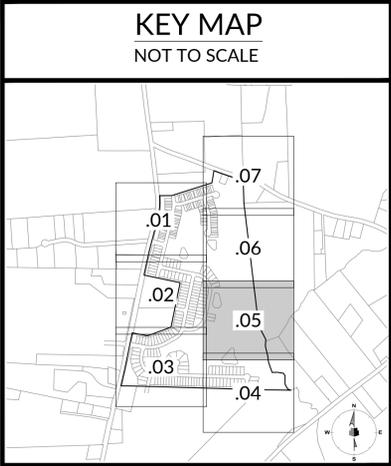 KEY MAP
NOT TO SCALE
.07
.01
.06
.02
.05
.03
.04
N
W E
S